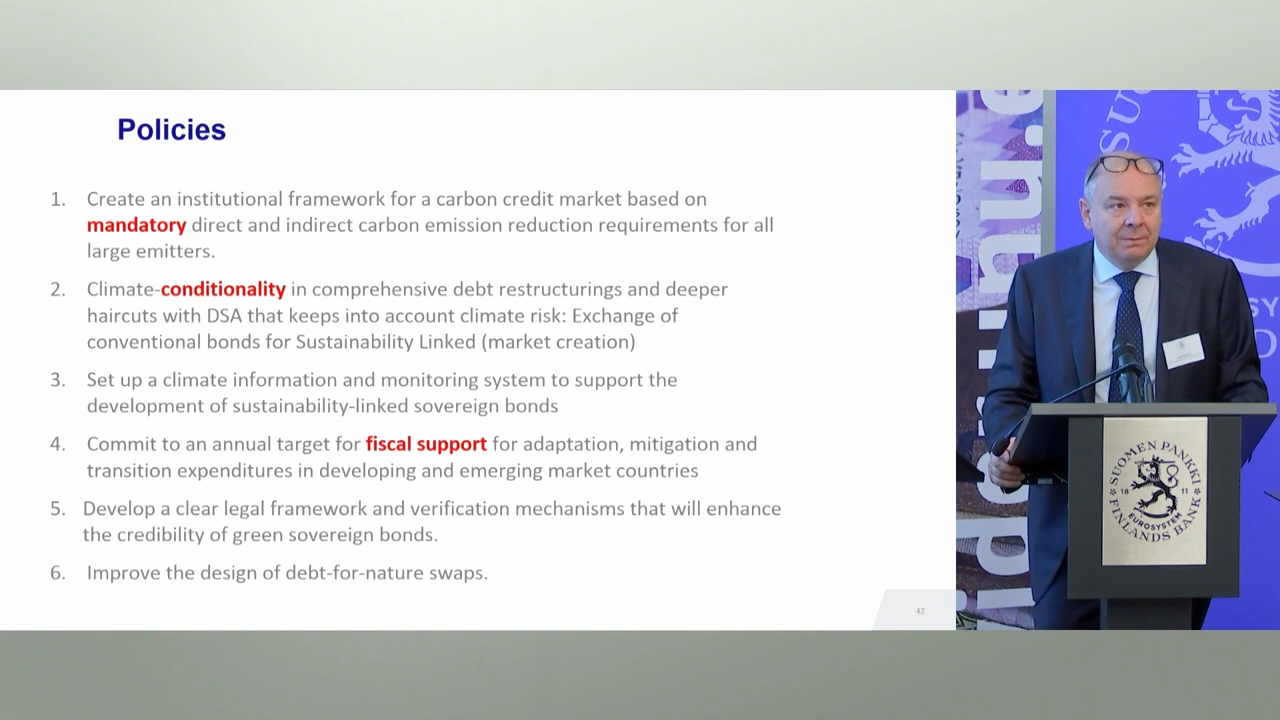 Policies
1. Create an institutional framework for a carbon credit market based on
mandatory direct and indirect carbon emission reduction requirements for all
large emitters.
2. Climate-conditionality in comprehensive debt restructurings and deeper
haircuts with DSA that keeps into account climate risk: Exchange of
conventional bonds for Sustainability Linked (market creation)
3. Set up a climate information and monitoring system to support the
development of sustainability-linked sovereign bonds
4. Commit to an annual target for fiscal support for adaptation, mitigation and
transition expenditures in developing and emerging market countries
5. Develop a clear legal framework and verification mechanisms that will enhance
the credibility of green sovereign bonds.
6. Improve the design of debt-for-nature swaps.
42
SUOMEN PANKKI
18 11
EUROSYSTEM
FINLANDS BANK